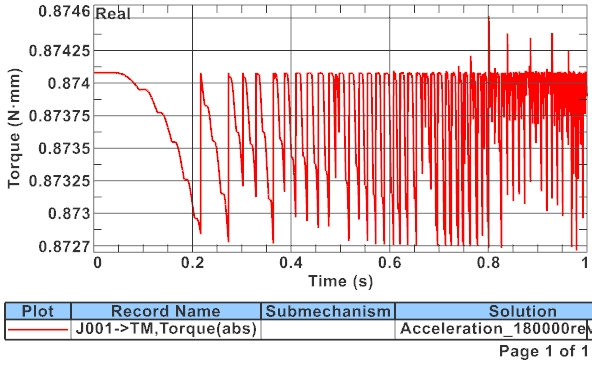 0.8746
Real
0.87425
0.874
0.87375
0.8735
0.87325
0.873
0.8727
Torque (N·mm)
0 0.2 0.4 0.6 0.8 1
Time (s)
Plot Record Name Submechanism Solution
J001->TM,Torque(abs) Acceleration_180000rev
Page 1 of 1